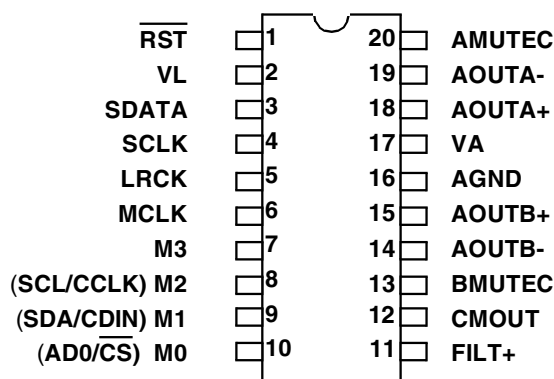 RST 1 20 AMUTEC
VL 2 19 AOUTA-
SDATA 3 18 AOUTA+
SCLK 4 17 VA
LRCK 5 16 AGND
MCLK 6 15 AOUTB+
M3 7 14 AOUTB-
(SCL/CCLK) M2 8 13 BMUTEC
(SDA/CDIN) M1 9 12 CMOUT
(AD0/CS) M0 10 11 FILT+